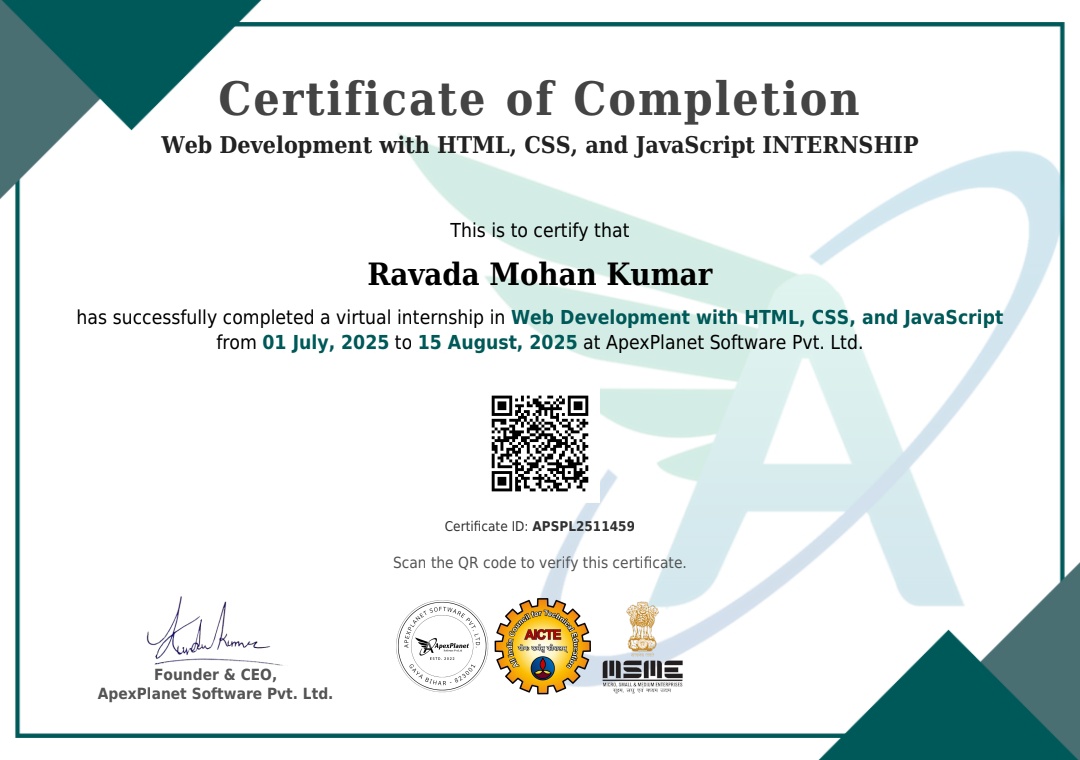 Certificate of Completion
Web Development with HTML, CSS, and JavaScript INTERNSHIP
This is to certify that
Ravada Mohan Kumar
has successfully completed a virtual internship in Web Development with HTML, CSS, and JavaScript
from 01 July, 2025 to 15 August, 2025 at ApexPlanet Software Pvt. Ltd.
Certificate ID: APSPL2511459
Scan the QR code to verify this certificate.
Founder & CEO,
ApexPlanet Software Pvt. Ltd.
APEXPLANET SOFTWARE PVT. LTD.
ApexPlanet
ESTD. 2022
GAYA BIHAR - 823001
All India Council for Technical Education
AICTE
योगः कर्मसु कौशलम्
MSME
MICRO, SMALL & MEDIUM ENTERPRISES
सूक्ष्म, लघु एवं मध्यम उद्यम